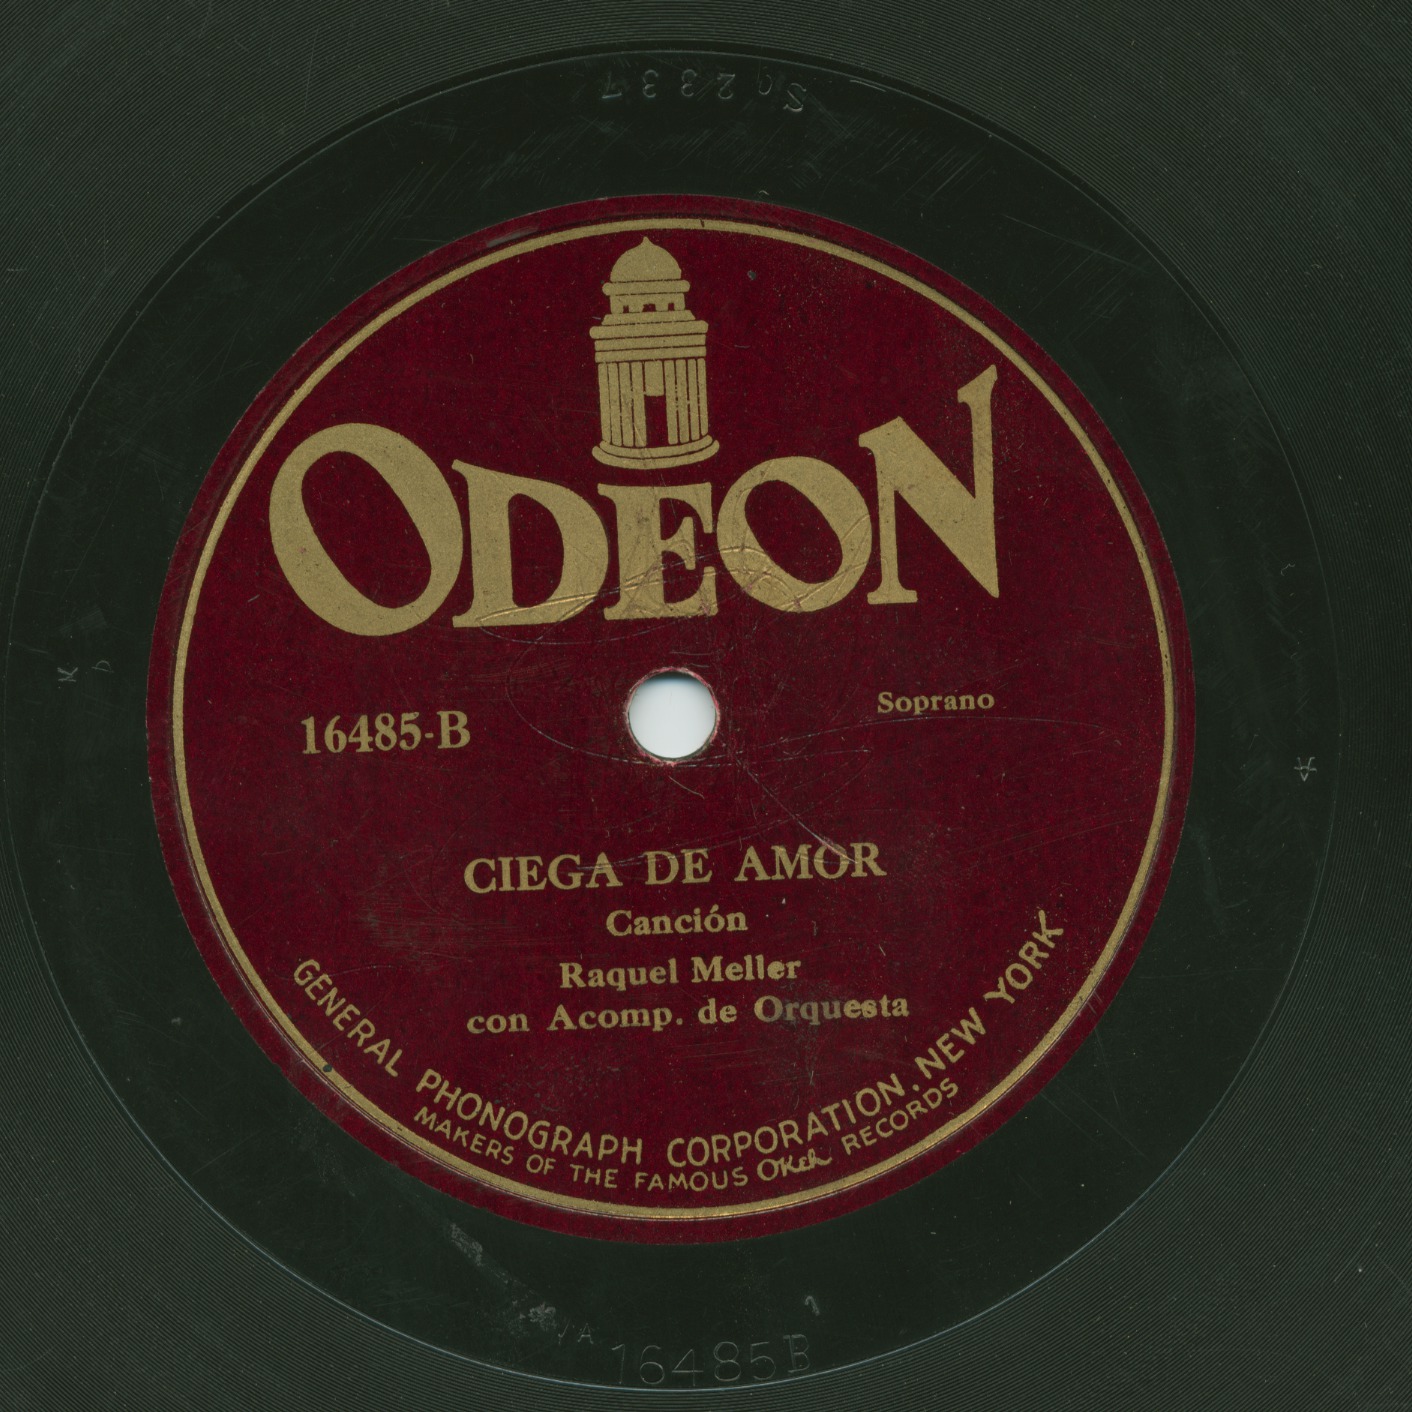 ODEON
16485-B
Soprano
CIEGA DE AMOR
Canción
Raquel Meller
con Acomp. de Orquesta
GENERAL PHONOGRAPH CORPORATION. NEW YORK
MAKERS OF THE FAMOUS OKeh RECORDS
16485B